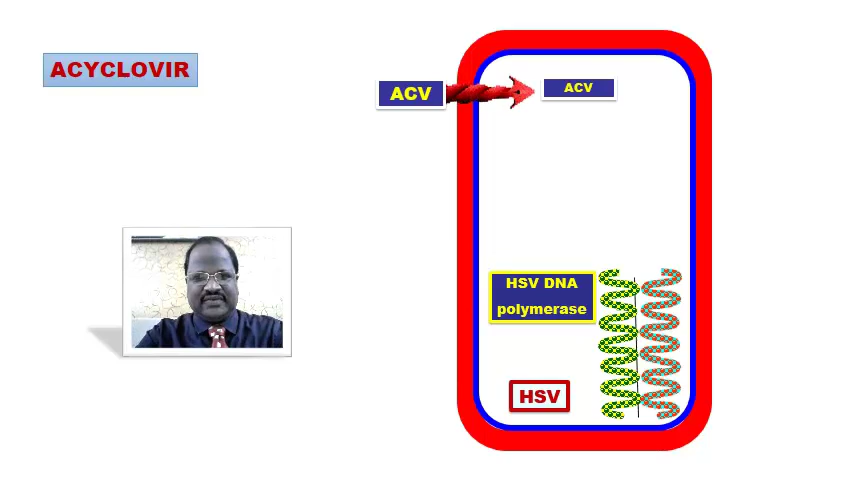 ACYCLOVIR
ACV
ACV
HSV DNA
polymerase
HSV